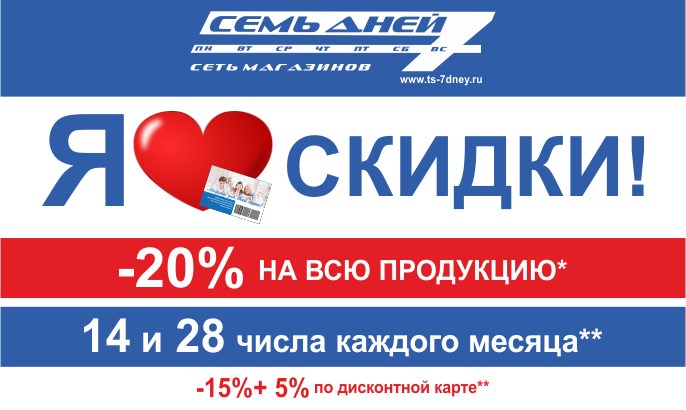 СЕМЬ ДНЕЙ 7
ПН ВТ СР ЧТ ПТ СБ ВС
СЕТЬ МАГАЗИНОВ
www.ts-7dney.ru
Я СКИДКИ!
-20% НА ВСЮ ПРОДУКЦИЮ*
14 и 28 числа каждого месяца**
-15%+ 5% по дисконтной карте**